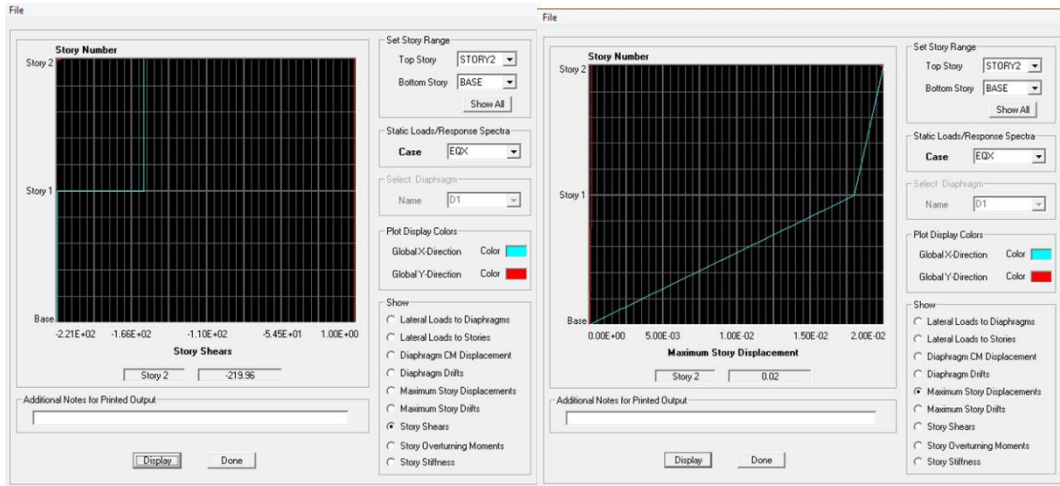 File
Story Number
Story 2
Story 1
Base
-2.21E+02 -1.66E+02 -1.10E+02 -5.45E+01 1.00E+00
Story Shears
Story 2 -219.96
Additional Notes for Printed Output
Display Done
Set Story Range
Top Story STORY2
Bottom Story BASE
Show All
Static Loads/Response Spectra
Case EQX
Select Diaphragm
Name D1
Plot Display Colors
Global X-Direction Color
Global Y-Direction Color
Show
Lateral Loads to Diaphragms
Lateral Loads to Stories
Diaphragm CM Displacement
Diaphragm Drifts
Maximum Story Displacements
Maximum Story Drifts
Story Shears
Story Overturning Moments
Story Stiffness
File
Story Number
Story 2
Story 1
Base
0.00E+00 5.00E-03 1.00E-02 1.50E-02 2.00E-02
Maximum Story Displacement
Story 2 0.02
Additional Notes for Printed Output
Display Done
Set Story Range
Top Story STORY2
Bottom Story BASE
Show All
Static Loads/Response Spectra
Case EQX
Select Diaphragm
Name D1
Plot Display Colors
Global X-Direction Color
Global Y-Direction Color
Show
Lateral Loads to Diaphragms
Lateral Loads to Stories
Diaphragm CM Displacement
Diaphragm Drifts
Maximum Story Displacements
Maximum Story Drifts
Story Shears
Story Overturning Moments
Story Stiffness